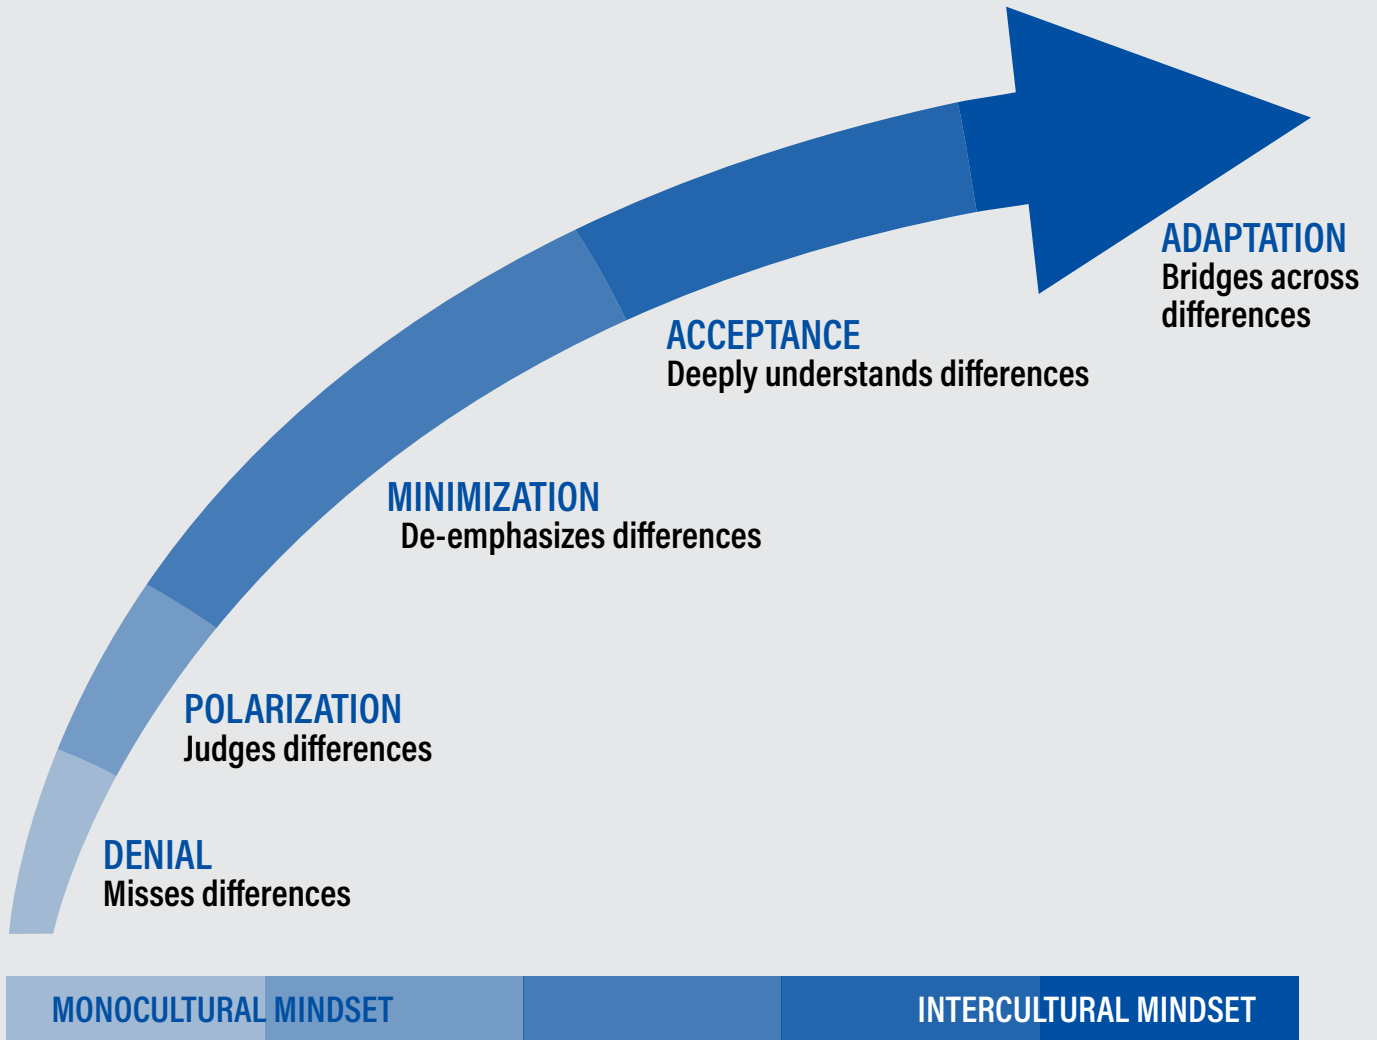 ADAPTATION
Bridges across
differences
ACCEPTANCE
Deeply understands differences
MINIMIZATION
De-emphasizes differences
POLARIZATION
Judges differences
DENIAL
Misses differences
MONOCULTURAL MINDSET
INTERCULTURAL MINDSET